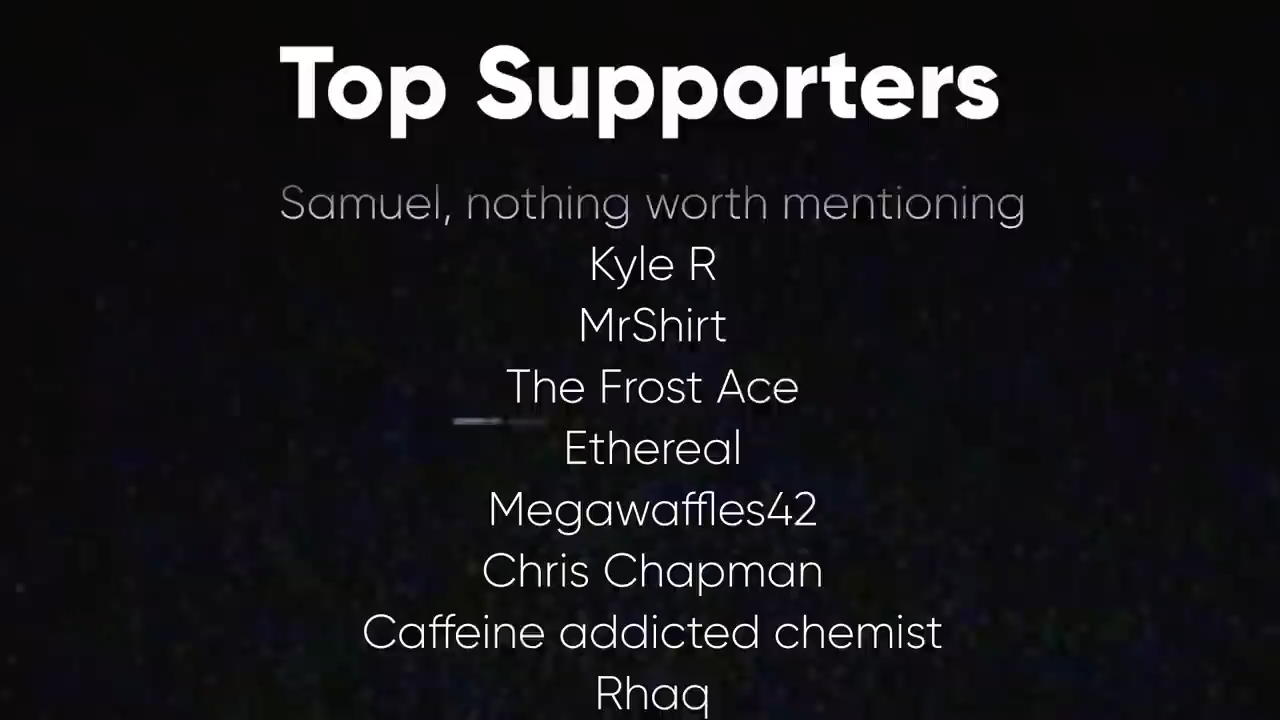 Top Supporters
Samuel, nothing worth mentioning
Kyle R
MrShirt
The Frost Ace
Ethereal
Megawaffles42
Chris Chapman
Caffeine addicted chemist
Rhaq